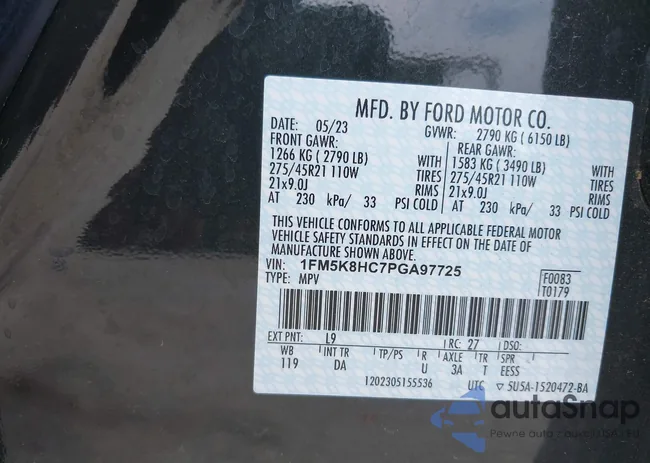 MFD. BY FORD MOTOR CO.
DATE: 05/23 GVWR: 2790 KG (6150 LB)
FRONT GAWR: REAR GAWR:
1266 KG (2790 LB) WITH 1583 KG (3490 LB) WITH
275/45R21 110W TIRES 275/45R21 110W TIRES
21x9.0J RIMS 21x9.0J RIMS
AT 230 kPa/ 33 PSI COLD AT 230 kPa/ 33 PSI COLD
THIS VEHICLE CONFORMS TO ALL APPLICABLE FEDERAL MOTOR
VEHICLE SAFETY STANDARDS IN EFFECT ON THE DATE OF
MANUFACTURE SHOWN ABOVE.
VIN: 1FM5K8HC7PGA97725 F0083
TYPE: MPV T0179
EXT PNT: L9 RC: 27 DSO:
WB INT TR TP/PS R AXLE TR SPR
119 DA U 3A T EESS
1202305155536 UTC ▽ SU5A-1520472-BA
autoSnap
Pewne auta z USA